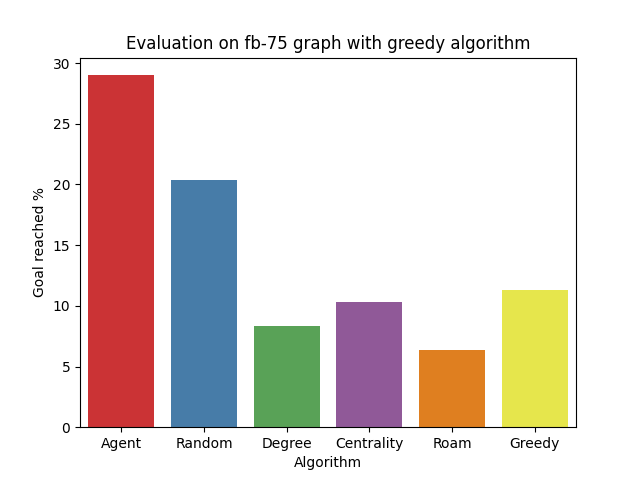 Evaluation on fb-75 graph with greedy algorithm
Goal reached %
30
25
20
15
10
5
0
Agent Random Degree Centrality Roam Greedy
Algorithm